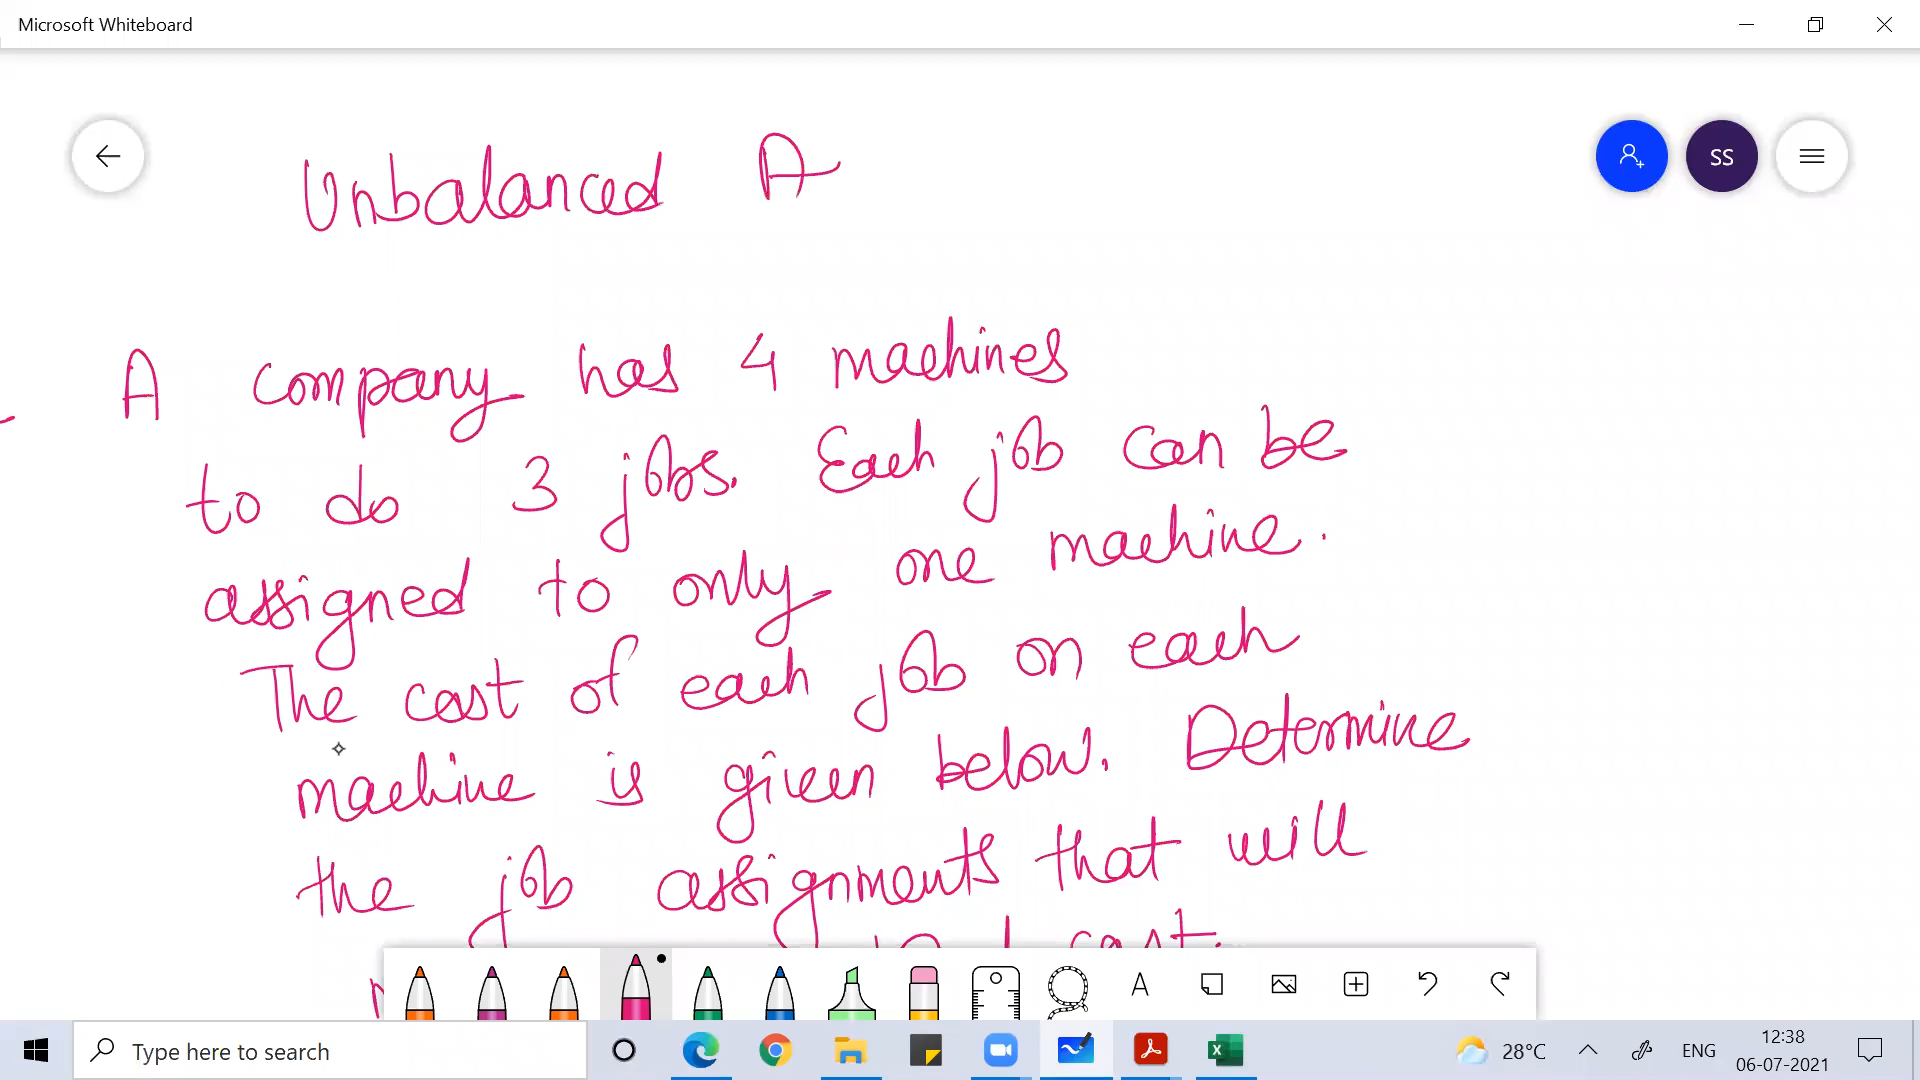 Microsoft Whiteboard
SS
Unbalanced A
A company has 4 machines
to do 3 jobs. Each job can be
assigned to only one machine.
The cost of each job on each
machine is given below. Determine
the job assignments that will
cost.
A
Type here to search
28°C
ENG
12:38
06-07-2021